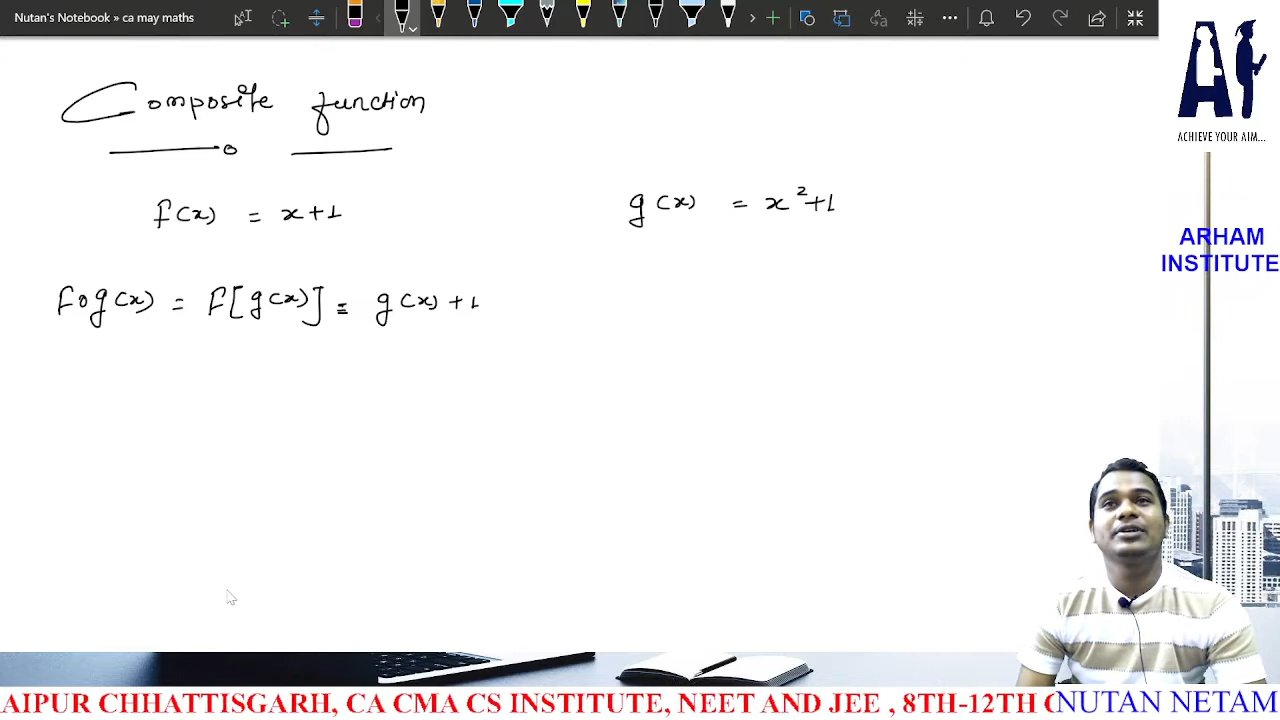 Nutan's Notebook » ca may maths
Composite function
f(x) = x+1
g(x) = x²+1
fog(x) = f[g(x)] = g(x)+1
ACHIEVE YOUR AIM...
ARHAM
INSTITUTE
AIPUR CHHATTISGARH, CA CMA CS INSTITUTE, NEET AND JEE , 8TH-12TH
NUTAN NETAM